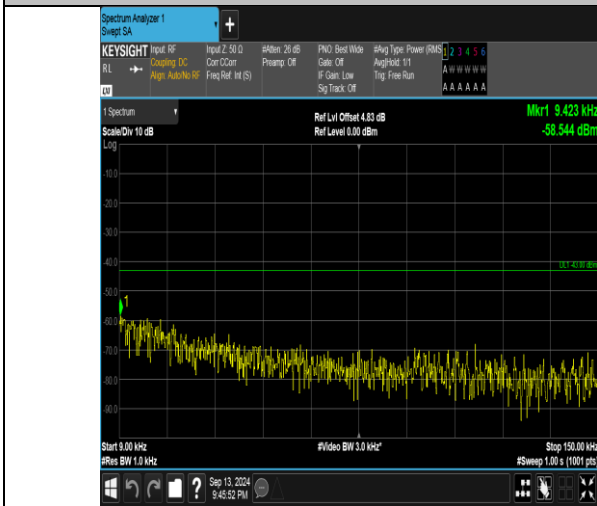 Spectrum Analyzer 1
Swept SA
+
KEYSIGHT
RL
Input: RF
Coupling: DC
Align: Auto/No RF
Input Z: 50 Ω
Corr CCorr
Freq Ref: Int (S)
#Atten: 26 dB
Preamp: Off
PNO: Best Wide
Gate: Off
IF Gain: Low
Sig Track: Off
#Avg Type: Power (RMS
Avg|Hold: 1/1
Trig: Free Run
1 2 3 4 5 6
A W W W W W
A A A A A A
1 Spectrum
Scale/Div 10 dB
Log
Ref Lvl Offset 4.83 dB
Ref Level 0.00 dBm
Mkr1 9.423 kHz
-58.544 dBm
-10.0
-20.0
-30.0
-40.0
DL1 -43.00 dBm
-50.0
1
-60.0
-70.0
-80.0
-90.0
Start 9.00 kHz
#Res BW 1.0 kHz
#Video BW 3.0 kHz*
Stop 150.00 kHz
#Sweep 1.00 s (1001 pts)
?
Sep 13, 2024
9:45:52 PM